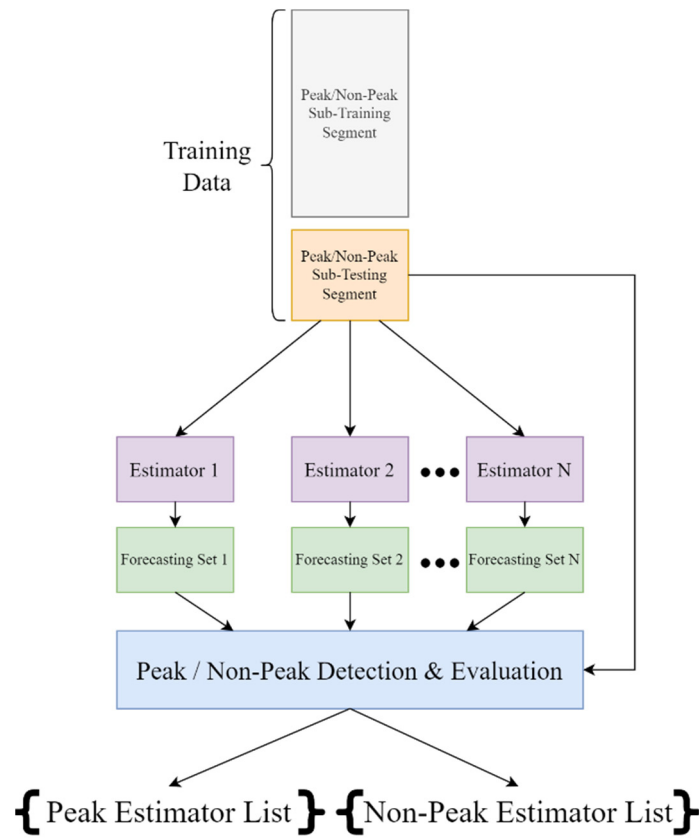 Peak/Non-Peak
Sub-Training
Segment
Training
Data
Peak/Non-Peak
Sub-Testing
Segment
Estimator 1
Estimator 2
Estimator N
Forecasting Set 1
Forecasting Set 2
Forecasting Set N
Peak / Non-Peak Detection & Evaluation
{ Peak Estimator List }
{ Non-Peak Estimator List }